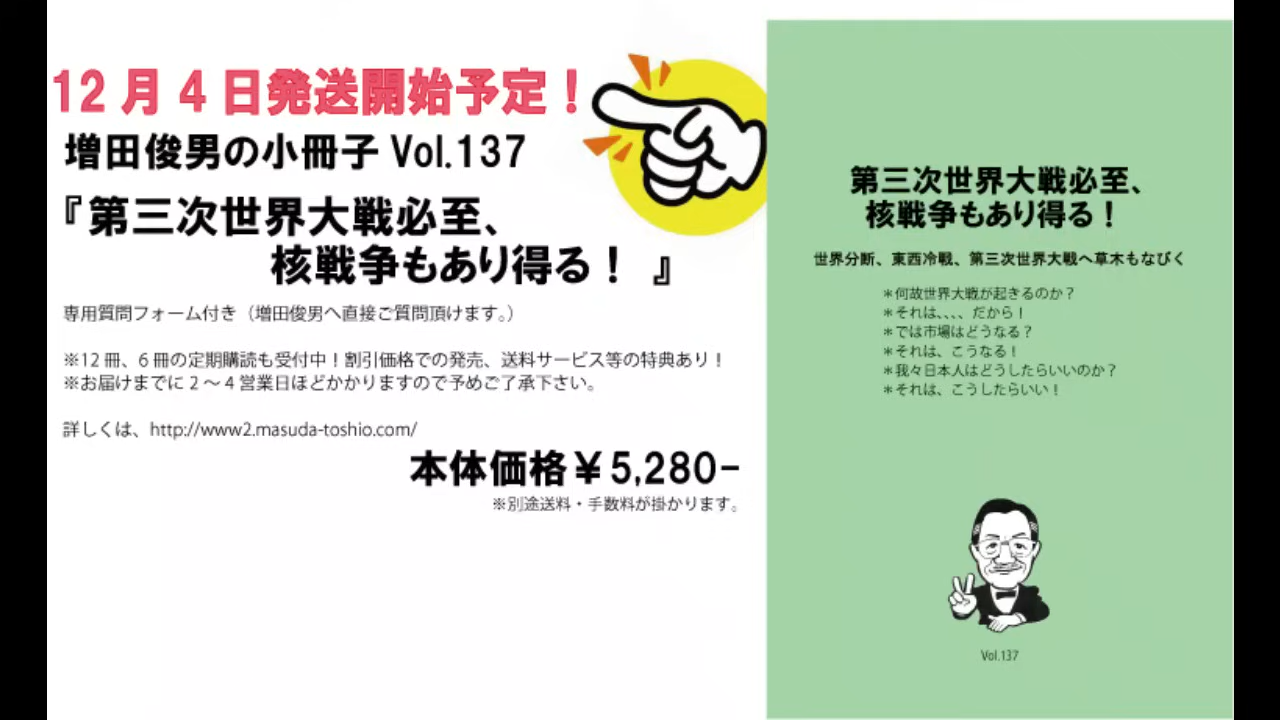 12月4日発送開始予定！
増田俊男の小冊子 Vol.137
『第三次世界大戦必至、
核戦争もあり得る！』
専用質問フォーム付き（増田俊男へ直接ご質問頂けます。）
※12冊、6冊の定期購読も受付中！割引価格での発売、送料サービス等の特典あり！
※お届けまでに2～4営業日ほどかかりますので予めご了承下さい。
詳しくは、http://www2.masuda-toshio.com/
本体価格￥5,280-
※別途送料・手数料が掛かります。
第三次世界大戦必至、
核戦争もあり得る！
世界分断、東西冷戦、第三次世界大戦へ草木もなびく
＊何故世界大戦が起きるのか？
＊それは、、、、だから！
＊では市場はどうなる？
＊それは、こうなる！
＊我々日本人はどうしたらいいのか？
＊それは、こうしたらいい！
Vol.137